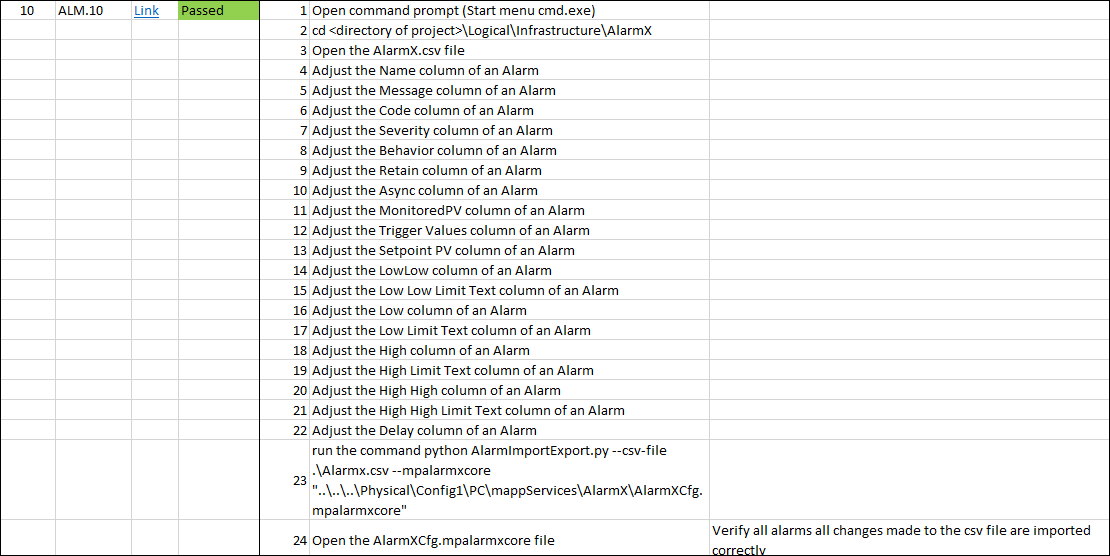 10 ALM.10 Link Passed 1 Open command prompt (Start menu cmd.exe)
2 cd <directory of project>\Logical\Infrastructure\AlarmX
3 Open the AlarmX.csv file
4 Adjust the Name column of an Alarm
5 Adjust the Message column of an Alarm
6 Adjust the Code column of an Alarm
7 Adjust the Severity column of an Alarm
8 Adjust the Behavior column of an Alarm
9 Adjust the Retain column of an Alarm
10 Adjust the Async column of an Alarm
11 Adjust the MonitoredPV column of an Alarm
12 Adjust the Trigger Values column of an Alarm
13 Adjust the Setpoint PV column of an Alarm
14 Adjust the LowLow column of an Alarm
15 Adjust the Low Low Limit Text column of an Alarm
16 Adjust the Low column of an Alarm
17 Adjust the Low Limit Text column of an Alarm
18 Adjust the High column of an Alarm
19 Adjust the High Limit Text column of an Alarm
20 Adjust the High High column of an Alarm
21 Adjust the High High Limit Text column of an Alarm
22 Adjust the Delay column of an Alarm
run the command python AlarmImportExport.py --csv-file
23 .\Alarmx.csv --mpalarmxcore
"..\..\..\Physical\Config1\PC\mappServices\AlarmX\AlarmXCfg.
mpalarmxcore"
24 Open the AlarmXCfg.mpalarmxcore file
Verify all alarms all changes made to the csv file are imported
correctly